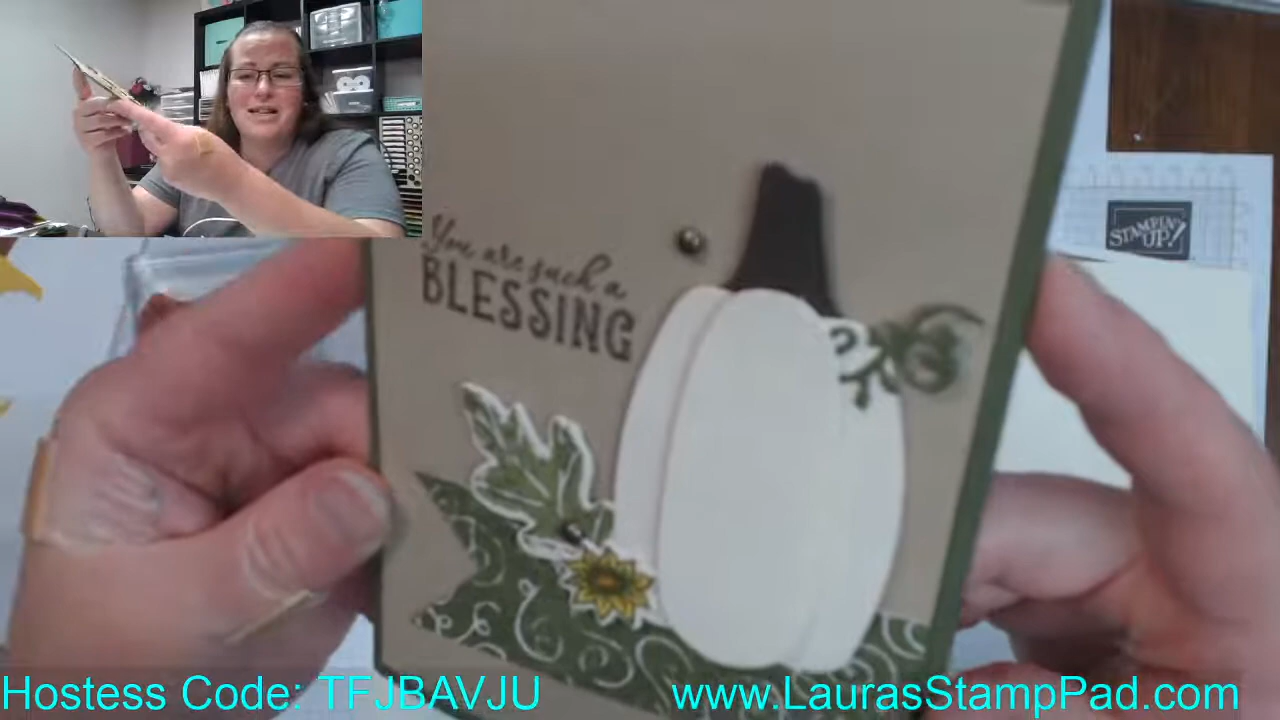 You are such a
BLESSING
STAMPIN'
UP!
Hostess Code: TFJBAVJU
www.LaurasStampPad.com